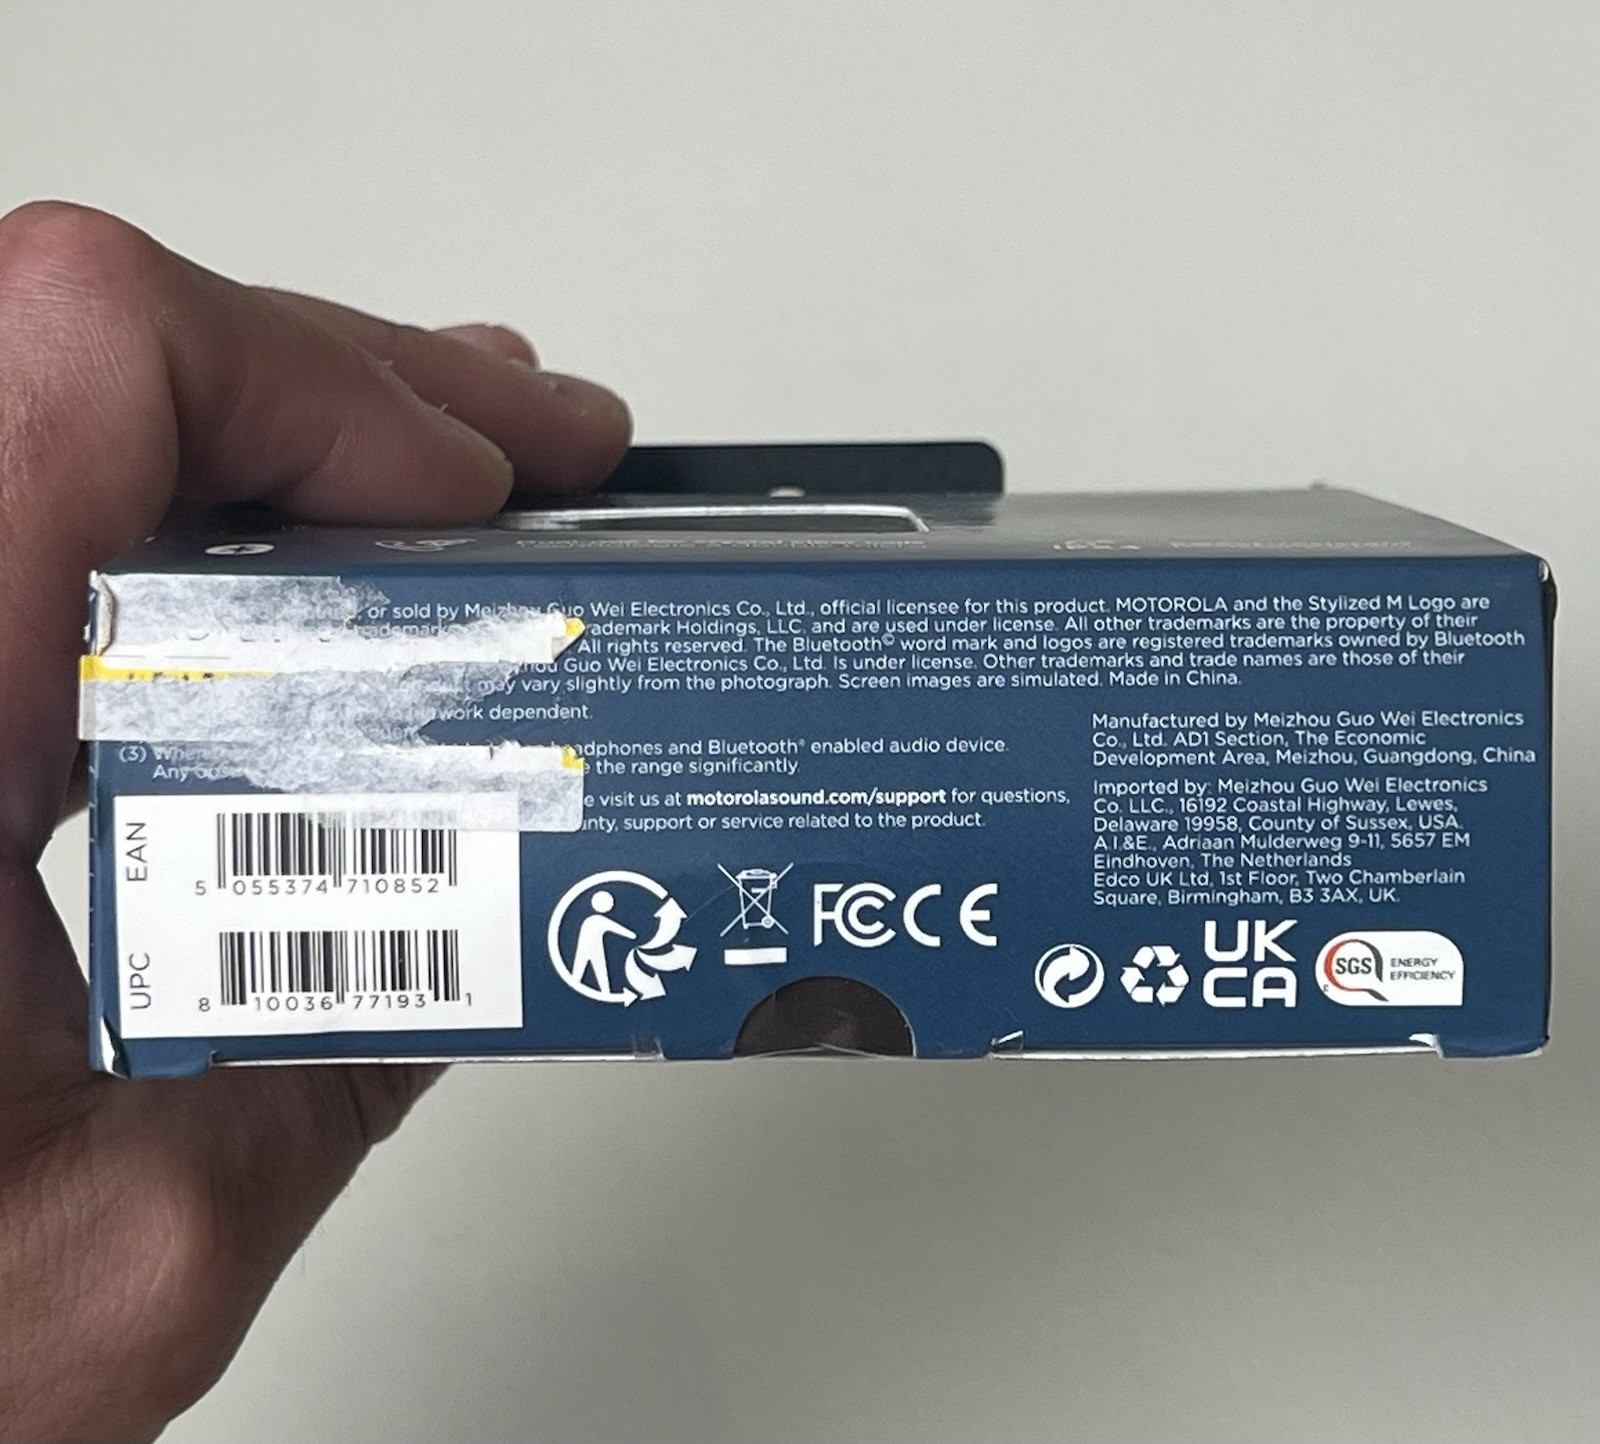 or sold by Meizhou Guo Wei Electronics Co., Ltd., official licensee for this product. MOTOROLA and the Stylized M Logo are
trademark Holdings, LLC. and are used under license. All other trademarks are the property of their
All rights reserved. The Bluetooth® word mark and logos are registered trademarks owned by Bluetooth
Guo Wei Electronics Co., Ltd. Is under license. Other trademarks and trade names are those of their
may vary slightly from the photograph. Screen images are simulated. Made in China.
work dependent.
(3) Where
Any
headphones and Bluetooth® enabled audio device.
the range significantly.
visit us at motorolasound.com/support for questions,
support or service related to the product.
EAN
5 055374 710852
UPC
8 10036 77193 1
FCC CE
Manufactured by Meizhou Guo Wei Electronics
Co., Ltd. AD1 Section, The Economic
Development Area, Meizhou, Guangdong, China
Imported by: Meizhou Guo Wei Electronics
Co. LLC., 16192 Coastal Highway, Lewes,
Delaware 19958, County of Sussex, USA.
A.I.&E., Adriaan Mulderweg 9-11, 5657 EM
Eindhoven, The Netherlands
Edco UK Ltd, 1st Floor, Two Chamberlain
Square, Birmingham, B3 3AX, UK.
UK
CA
SGS ENERGY
EFFICIENCY